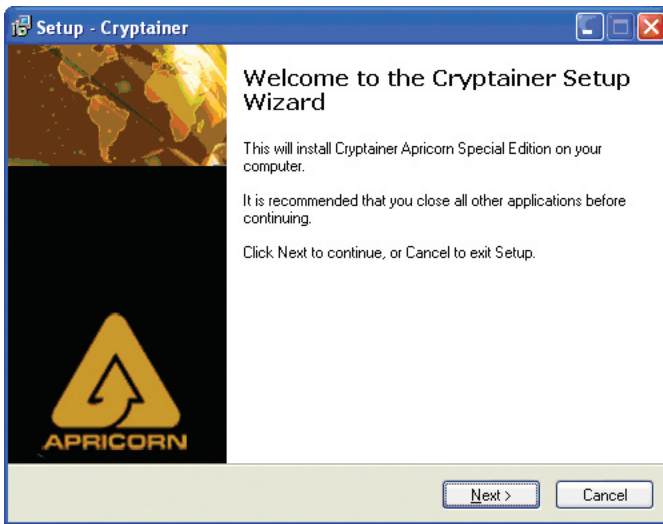 Setup - Cryptainer
Welcome to the Cryptainer Setup
Wizard
This will install Cryptainer Apricorn Special Edition on your
computer.
It is recommended that you close all other applications before
continuing.
Click Next to continue, or Cancel to exit Setup.
APRICORN
Next >
Cancel